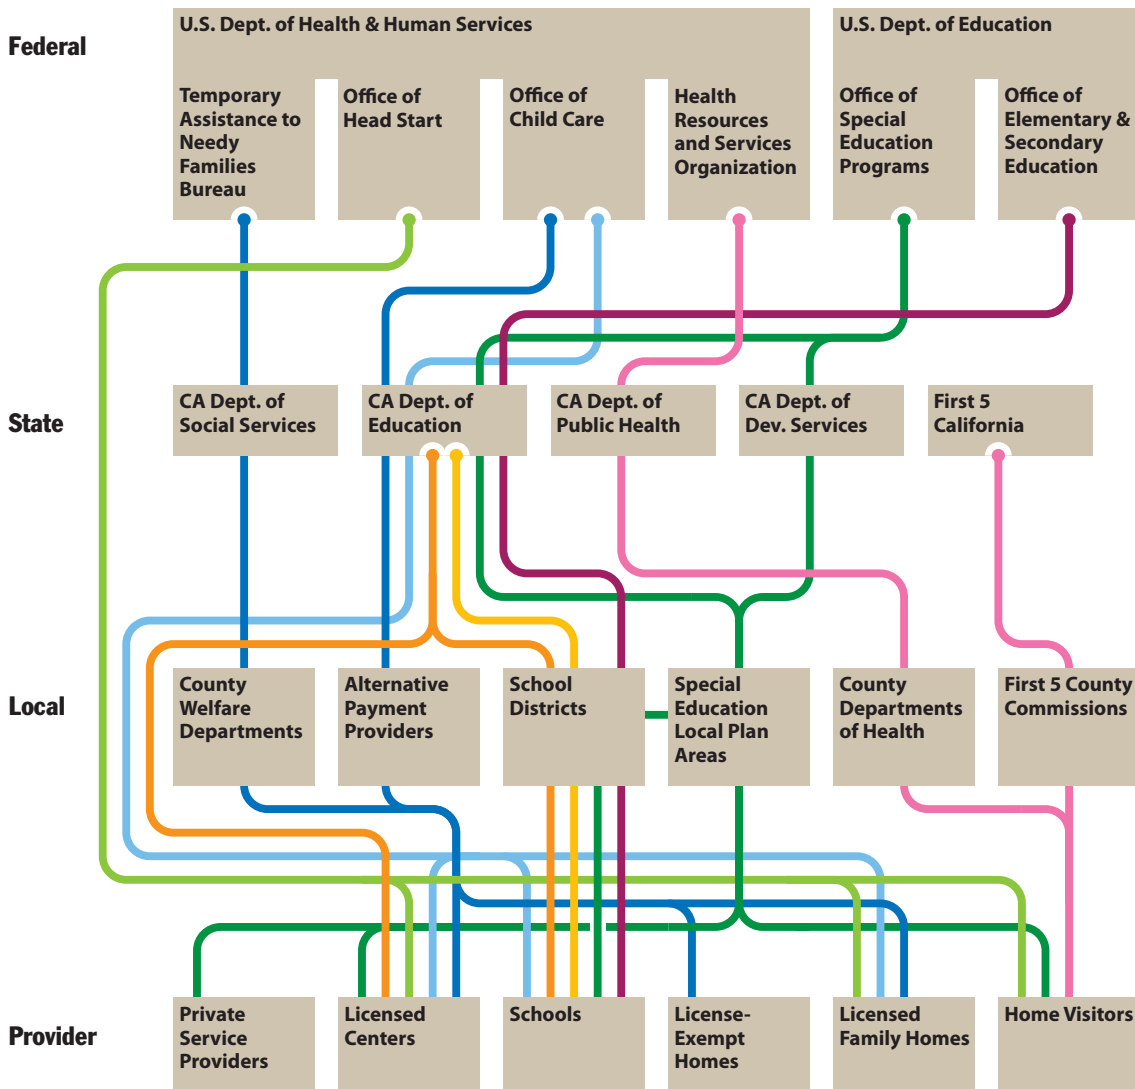 Federal
U.S. Dept. of Health & Human Services
U.S. Dept. of Education
Temporary
Assistance to
Needy
Families
Bureau
Office of
Head Start
Office of
Child Care
Health
Resources
and Services
Organization
Office of
Special
Education
Programs
Office of
Elementary &
Secondary
Education
State
CA Dept. of
Social Services
CA Dept. of
Education
CA Dept. of
Public Health
CA Dept. of
Dev. Services
First 5
California
Local
County
Welfare
Departments
Alternative
Payment
Providers
School
Districts
Special
Education
Local Plan
Areas
County
Departments
of Health
First 5 County
Commissions
Provider
Private
Service
Providers
Licensed
Centers
Schools
License-
Exempt
Homes
Licensed
Family Homes
Home Visitors